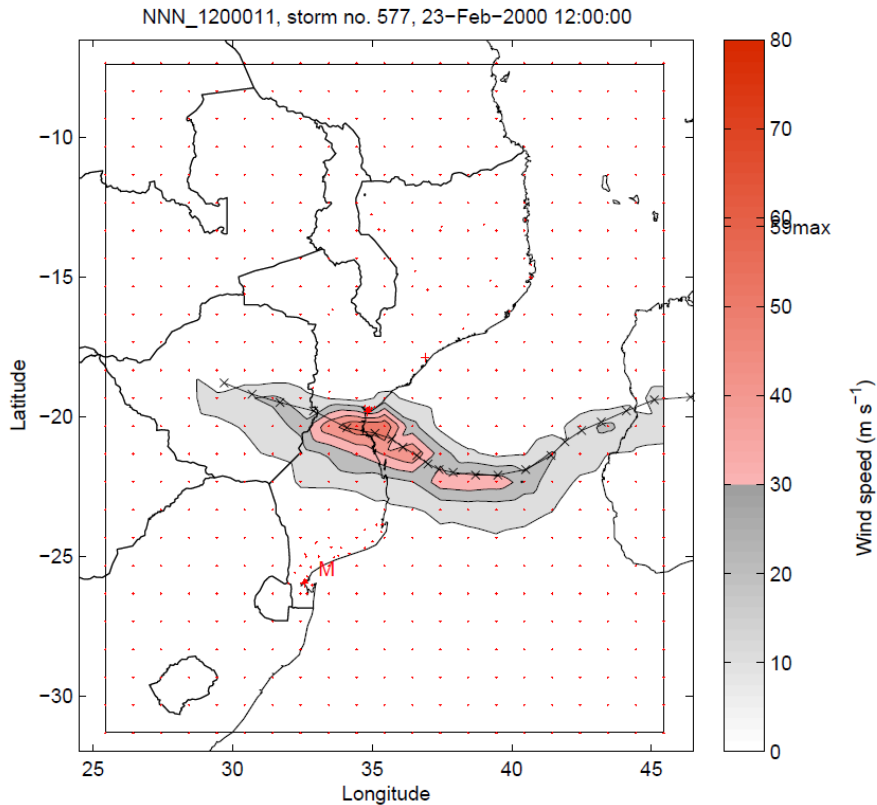 NNN_1200011, storm no. 577, 23−Feb−2000 12:00:00
80
70
60
59max
50
40
30
20
10
0
Wind speed (m s⁻¹)
−10
−15
−20
−25
−30
Latitude
M
25 30 35 40 45
Longitude